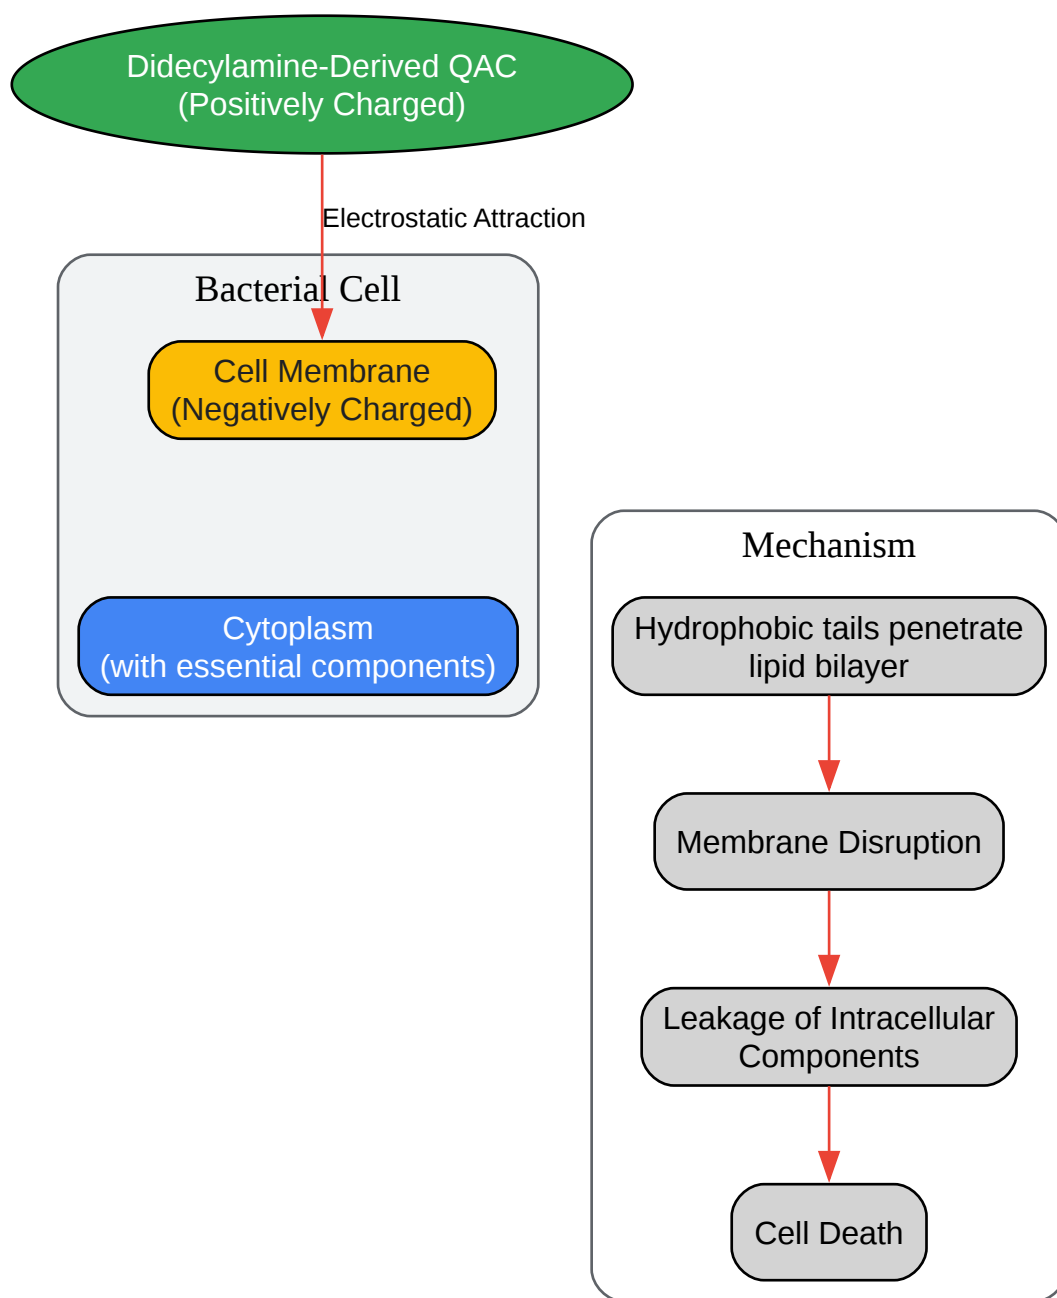 Didecylamine-Derived QAC
(Positively Charged)
Electrostatic Attraction
Bacterial Cell
Cell Membrane
(Negatively Charged)
Cytoplasm
(with essential components)
Mechanism
Hydrophobic tails penetrate
lipid bilayer
Membrane Disruption
Leakage of Intracellular
Components
Cell Death